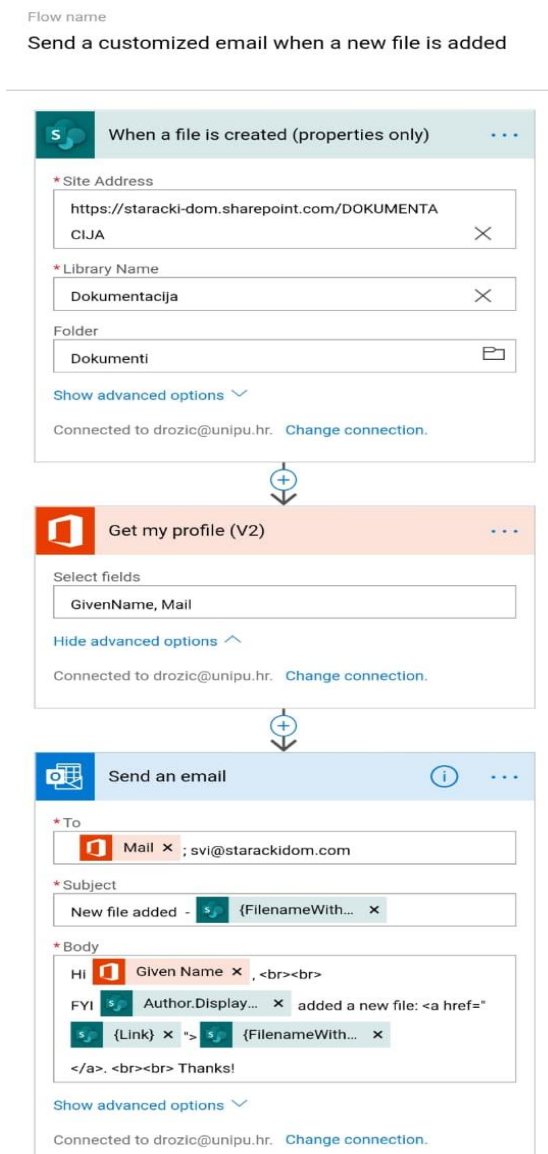 Flow name
Send a customized email when a new file is added
When a file is created (properties only)
* Site Address
https://staracki-dom.sharepoint.com/DOKUMENTA
CIJA
* Library Name
Dokumentacija
Folder
Dokumenti
Show advanced options
Connected to drozic@unipu.hr. Change connection.
Get my profile (V2)
Select fields
GivenName, Mail
Hide advanced options
Connected to drozic@unipu.hr. Change connection.
Send an email
* To
Mail × ; svi@starackidom.com
* Subject
New file added - {FilenameWith... ×
* Body
Hi Given Name × , <br><br>
FYI Author.Display... × added a new file: <a href="
{Link} × "> {FilenameWith... ×
</a>. <br><br> Thanks!
Show advanced options
Connected to drozic@unipu.hr. Change connection.